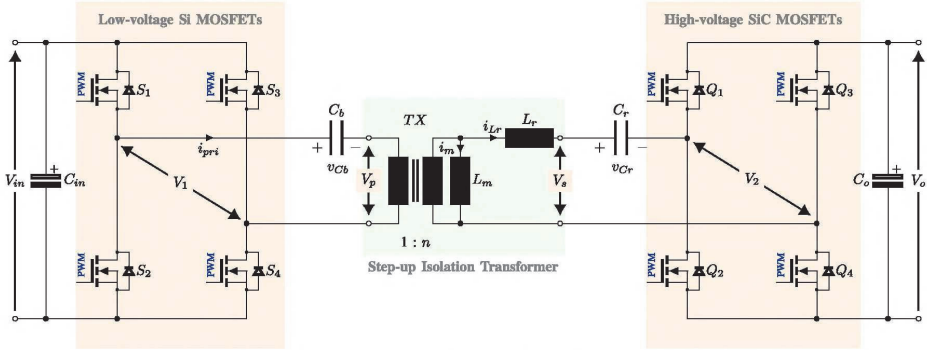 Low-voltage Si MOSFETs
High-voltage SiC MOSFETs
PWM
S1
PWM
S3
PWM
Q1
PWM
Q3
Cb
TX
iLr
Lr
Cr
+
−
ipri
im
+
−
vCb
vCr
Vin
+
Cin
V1
Vp
Lm
Vs
V2
+
Co
Vo
1 : n
PWM
S2
PWM
S4
Step-up Isolation Transformer
PWM
Q2
PWM
Q4